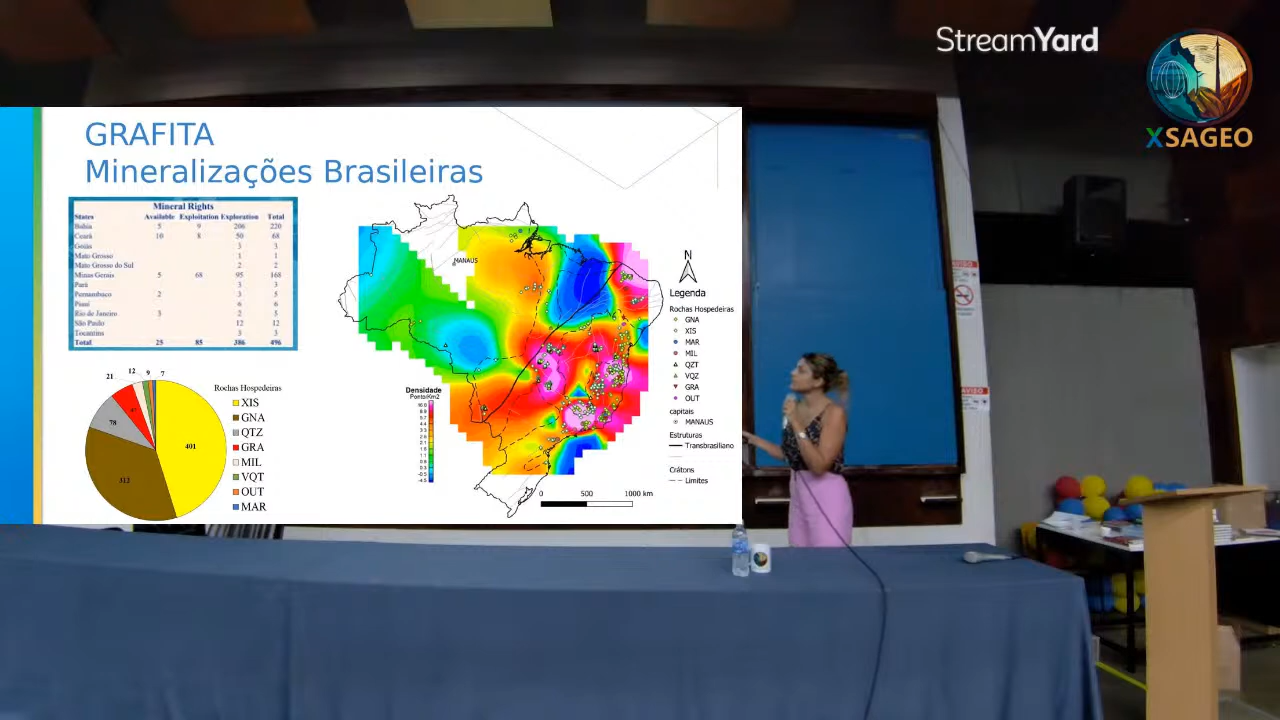 StreamYard
XSAGEO
GRAFITA
Mineralizações Brasileiras
Mineral Rights
States Available Exploitation Exploration Total
Bahia 5 9 206 220
Ceará 10 8 50 68
Goiás 3 3
Mato Grosso 1 1
Mato Grosso do Sul 2 2
Minas Gerais 5 68 95 168
Pará 3 3
Pernambuco 2 3 5
Piauí 6 6
Rio de Janeiro 3 2 5
São Paulo 12 12
Tocantins 3 3
Total 25 85 386 496
21 12 9 7
78
401
312
Rochas Hospedeiras
XIS
GNA
QTZ
GRA
MIL
VQT
OUT
MAR
MANAUS
Densidade
Ponto/Km2
0 500 1000 km
N
Legenda
Rochas Hospedeiras
GNA
XIS
MAR
MIL
QZT
VQZ
GRA
OUT
capitais
MANAUS
Estruturas
Transbrasiliano
Crátons
Limites
AVISO
AVISO